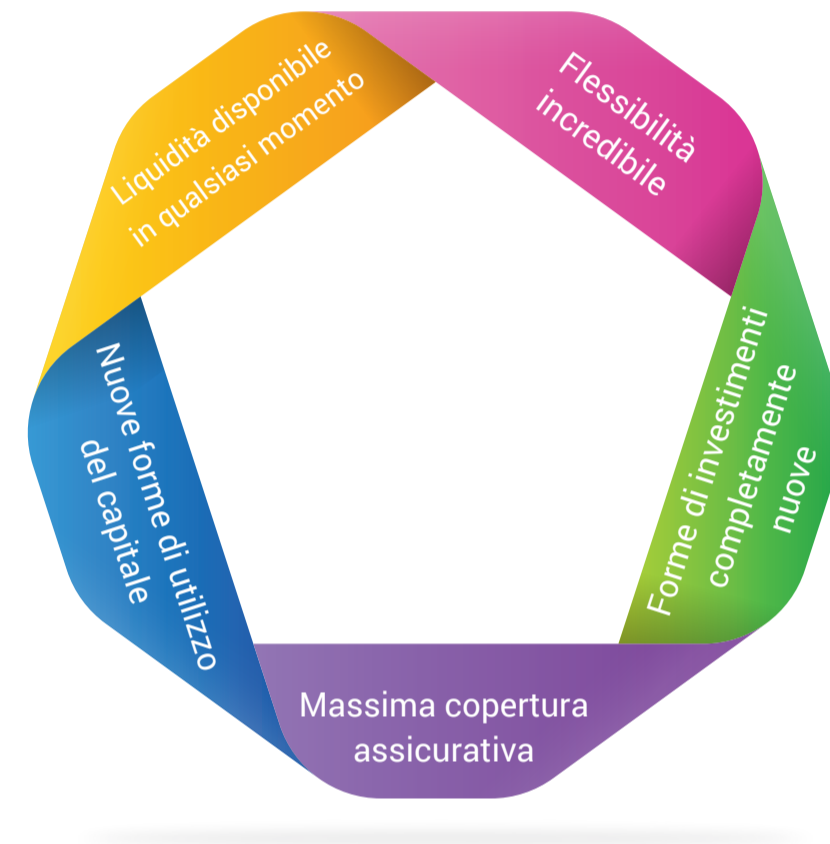 Liquidità disponibile
in qualsiasi momento
Flessibilità
incredibile
Forme di investimenti
completamente
nuove
Massima copertura
assicurativa
Nuove forme di utilizzo
del capitale